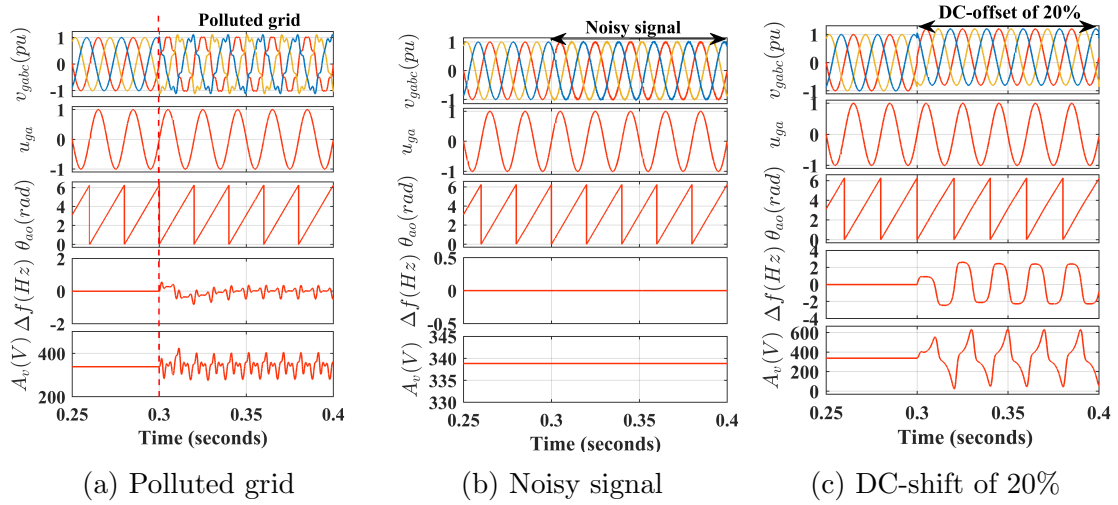 Polluted grid
v_gabc(pu)
1
0
-1
u_ga
1
0
-1
θ_ao(rad)
6
4
2
0
Δf(Hz)
2
0
-2
A_v(V)
400
200
0.25 0.3 0.35 0.4
Time (seconds)
(a) Polluted grid
Noisy signal
v_gabc(pu)
1
0
-1
u_ga
1
0
-1
θ_ao(rad)
6
4
2
0
Δf(Hz)
0.5
0
-0.5
A_v(V)
345
340
335
330
0.25 0.3 0.35 0.4
Time (seconds)
(b) Noisy signal
DC-offset of 20%
v_gabc(pu)
1
0
-1
u_ga
1
0
-1
θ_ao(rad)
6
4
2
0
Δf(Hz)
4
2
0
-2
-4
A_v(V)
600
400
200
0
0.25 0.3 0.35 0.4
Time (seconds)
(c) DC-shift of 20%